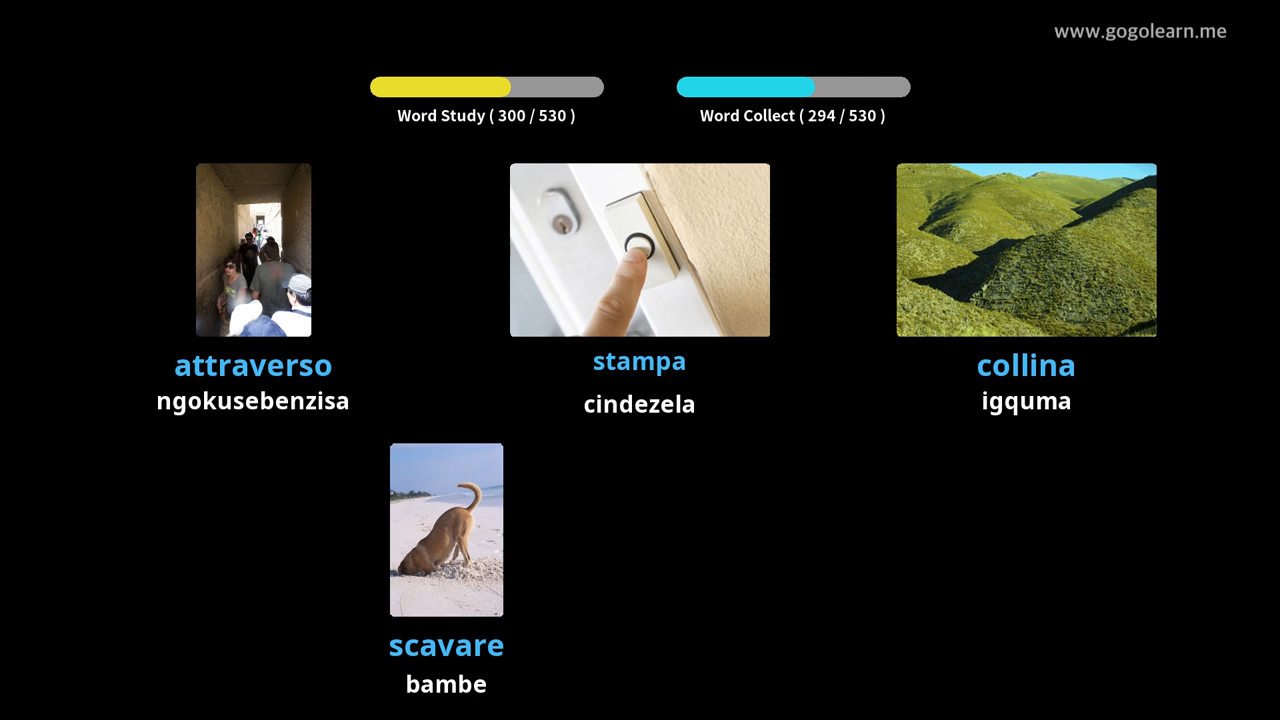 www.gogolearn.me
Word Study ( 300 / 530 )
Word Collect ( 294 / 530 )
attraverso
ngokusebenzisa
stampa
cindezela
collina
igquma
scavare
bambe